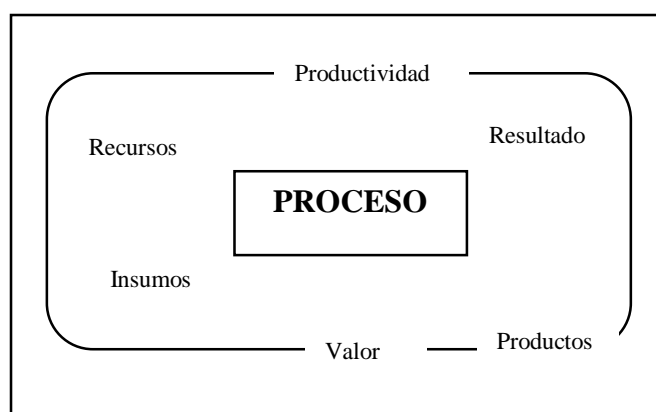 Productividad
Resultado
Recursos
PROCESO
Insumos
Productos
Valor